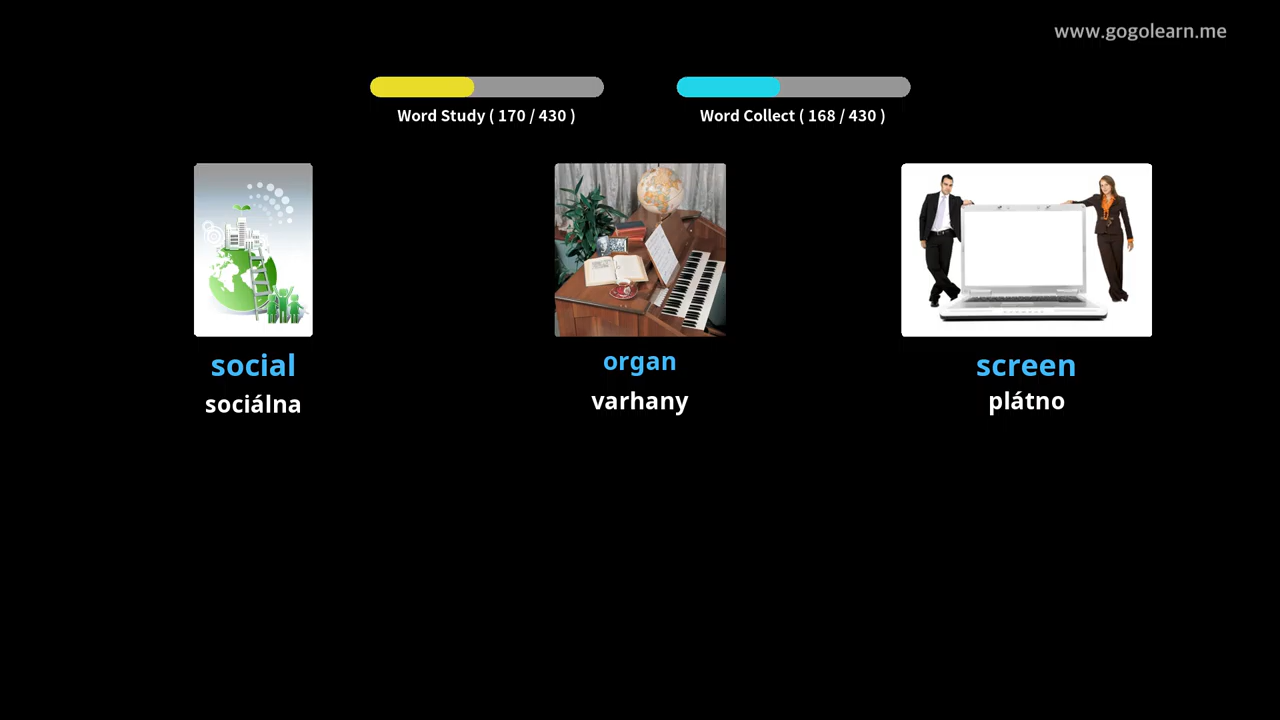 www.gogolearn.me
Word Study ( 170 / 430 )
Word Collect ( 168 / 430 )
social
organ
screen
sociálna
varhany
plátno